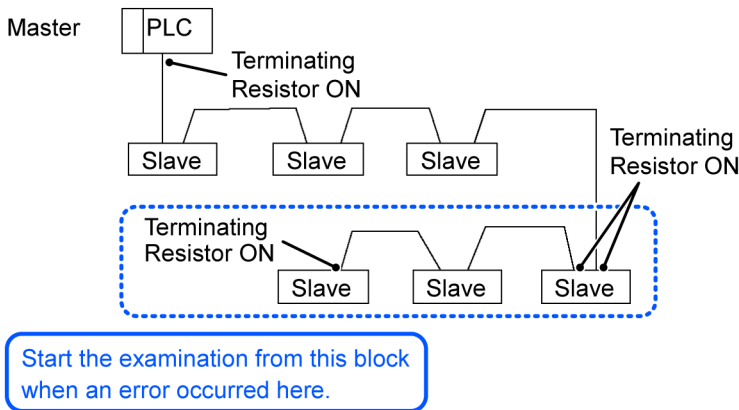 Master
PLC
Terminating
Resistor ON
Terminating
Resistor ON
Slave
Slave
Slave
Terminating
Resistor ON
Slave
Slave
Slave
Start the examination from this block
when an error occurred here.